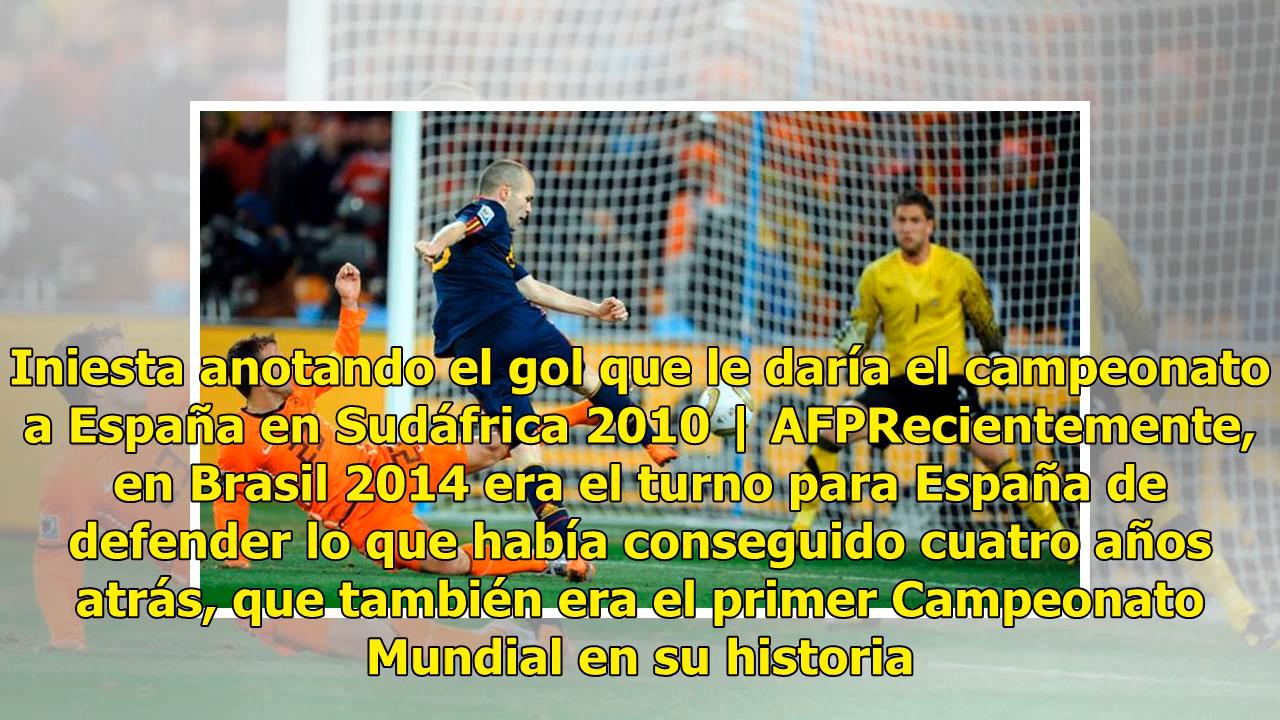 Iniesta anotando el gol que le daría el campeonato
a España en Sudáfrica 2010 | AFPRecientemente,
en Brasil 2014 era el turno para España de
defender lo que había conseguido cuatro años
atrás, que también era el primer Campeonato
Mundial en su historia
1